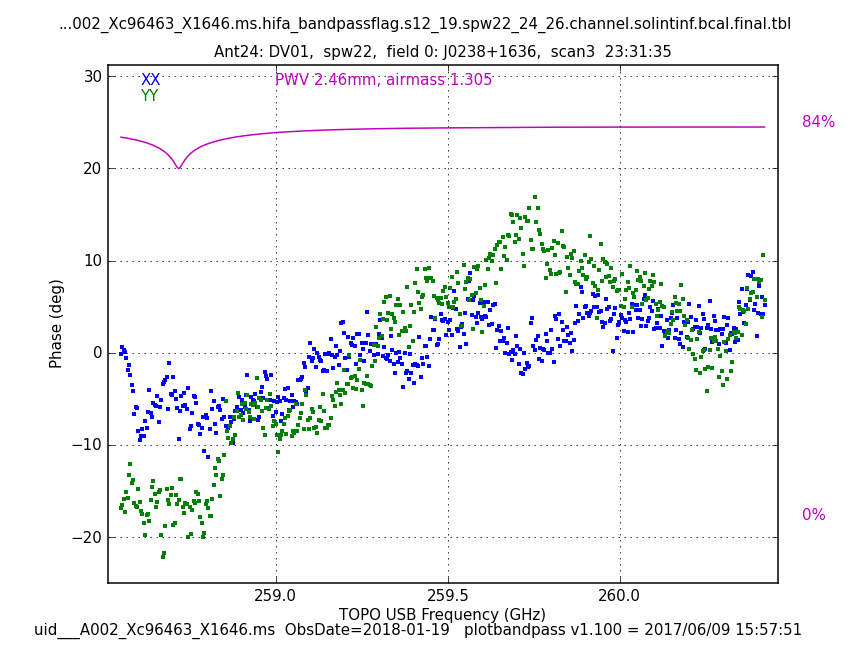 ...002_Xc96463_X1646.ms.hifa_bandpassflag.s12_19.spw22_24_26.channel.solintinf.bcal.final.tbl
Ant24: DV01, spw22, field 0: J0238+1636, scan3 23:31:35
XX
YY
PWV 2.46mm, airmass 1.305
84%
0%
30
20
10
0
−10
−20
Phase (deg)
259.0 259.5 260.0
TOPO USB Frequency (GHz)
uid___A002_Xc96463_X1646.ms ObsDate=2018-01-19 plotbandpass v1.100 = 2017/06/09 15:57:51